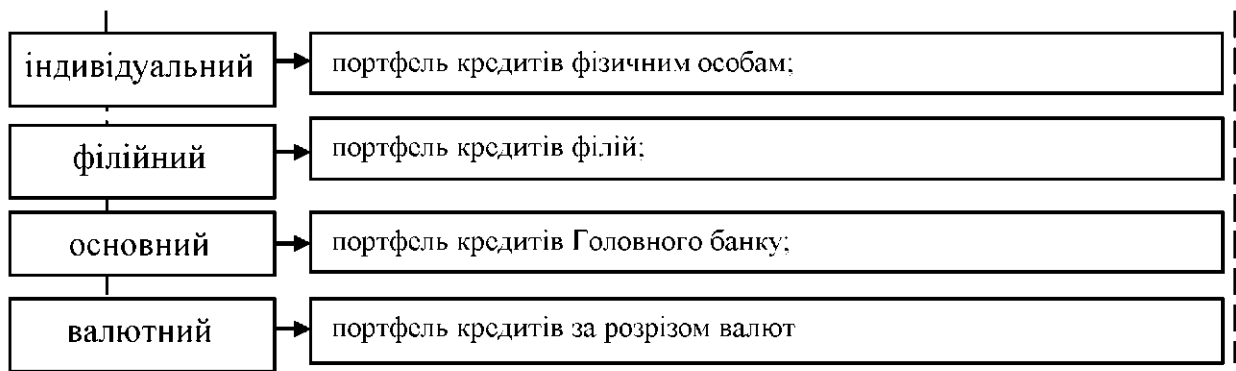 індивідуальний
портфель кредитів фізичним особам;
філійний
портфель кредитів філій;
основний
портфель кредитів Головного банку;
валютний
портфель кредитів за розрізом валют